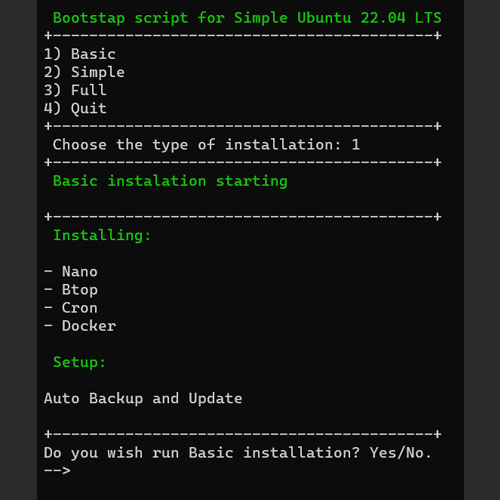 Bootstap script for Simple Ubuntu 22.04 LTS
+------------------------------------------+
1) Basic
2) Simple
3) Full
4) Quit
+------------------------------------------+
Choose the type of installation: 1
+------------------------------------------+
Basic instalation starting
+------------------------------------------+
Installing:
- Nano
- Btop
- Cron
- Docker
Setup:
Auto Backup and Update
+------------------------------------------+
Do you wish run Basic installation? Yes/No.
-->